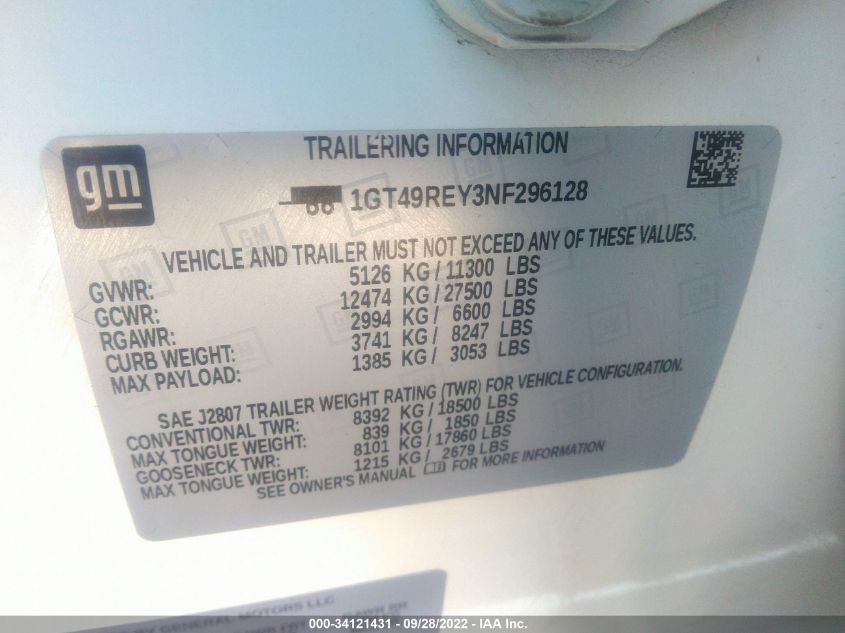 TRAILERING INFORMATION
gm
1GT49REY3NF296128
VEHICLE AND TRAILER MUST NOT EXCEED ANY OF THESE VALUES.
GVWR: 5126 KG / 11300 LBS
GCWR: 12474 KG / 27500 LBS
RGAWR: 2994 KG / 6600 LBS
CURB WEIGHT: 3741 KG / 8247 LBS
MAX PAYLOAD: 1385 KG / 3053 LBS
SAE J2807 TRAILER WEIGHT RATING (TWR) FOR VEHICLE CONFIGURATION.
CONVENTIONAL TWR: 8392 KG / 18500 LBS
MAX TONGUE WEIGHT: 839 KG / 1850 LBS
GOOSENECK TWR: 8101 KG / 17860 LBS
MAX TONGUE WEIGHT: 1215 KG / 2679 LBS
SEE OWNER'S MANUAL FOR MORE INFORMATION
BY GENERAL MOTORS LLC
000-34121431 - 09/28/2022 - IAA Inc.